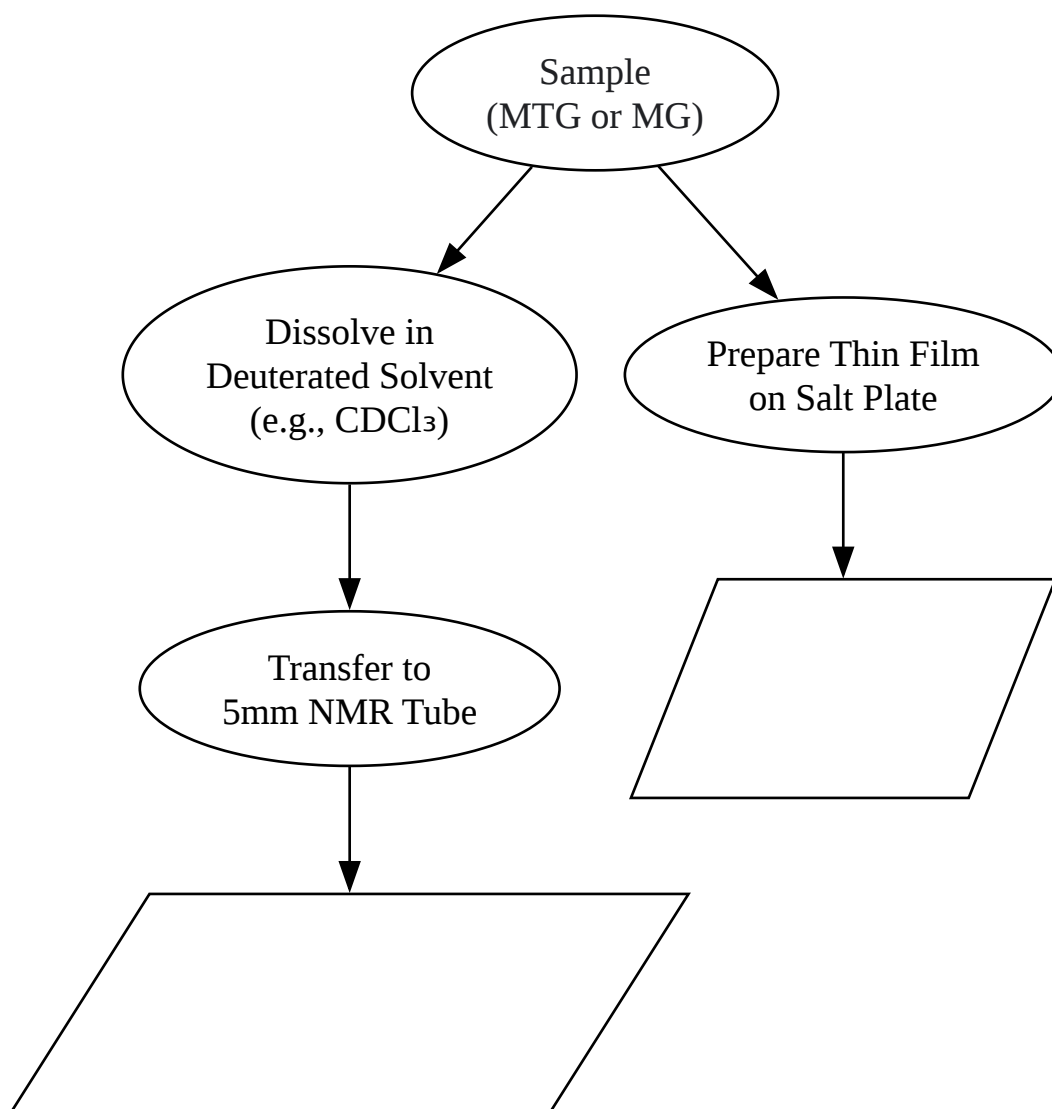 Sample
(MTG or MG)
Dissolve in
Deuterated Solvent
(e.g., CDCl₃)
Prepare Thin Film
on Salt Plate
Transfer to
5mm NMR Tube